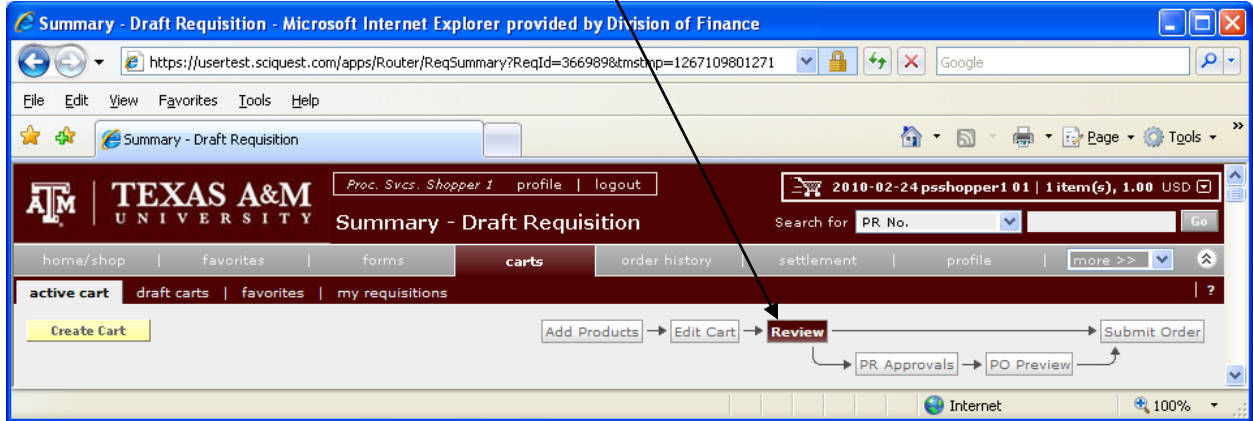 Summary - Draft Requisition - Microsoft Internet Explorer provided by Division of Finance
https://usertest.sciquest.com/apps/Router/ReqSummary?ReqId=366989&tmstmp=1267109801271
Google
File Edit View Favorites Tools Help
Summary - Draft Requisition
Page Tools »
ATM TEXAS A&M
UNIVERSITY
Proc. Svcs. Shopper 1 profile | logout
2010-02-24 psshopper1 01 | 1 item(s), 1.00 USD
Summary - Draft Requisition
Search for PR No. Go
home/shop | favorites | forms carts order history | settlement | profile | more >>
active cart draft carts | favorites | my requisitions | ?
Create Cart
Add Products Edit Cart Review Submit Order
PR Approvals PO Preview
Internet 100%